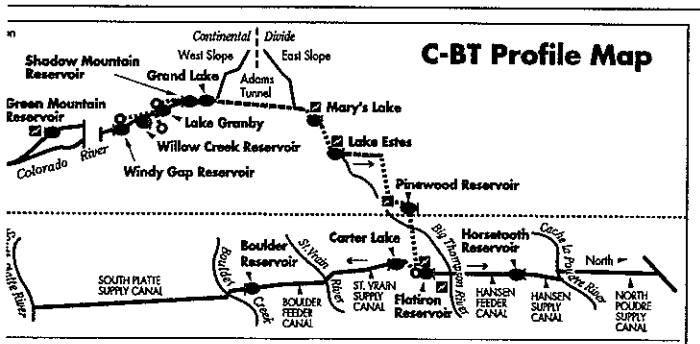 on
Continental Divide
West Slope East Slope
C-BT Profile Map
Shadow Mountain
Reservoir
Grand Lake
Adams
Tunnel
Green Mountain
Reservoir
Mary's Lake
Lake Granby
Willow Creek Reservoir
Lake Estes
Colorado River
Windy Gap Reservoir
Pinewood Reservoir
Platte River
SOUTH PLATTE
SUPPLY CANAL
Boulder
Creek
Boulder
Reservoir
BOULDER
FEEDER
CANAL
St. Vrain
River
Carter Lake
ST. VRAIN
SUPPLY
CANAL
Flatiron
Reservoir
Big Thompson River
HANSEN
FEEDER
CANAL
Horsetooth
Reservoir
HANSEN
SUPPLY
CANAL
Cache la Poudre River
North
NORTH
POUDRE
SUPPLY
CANAL